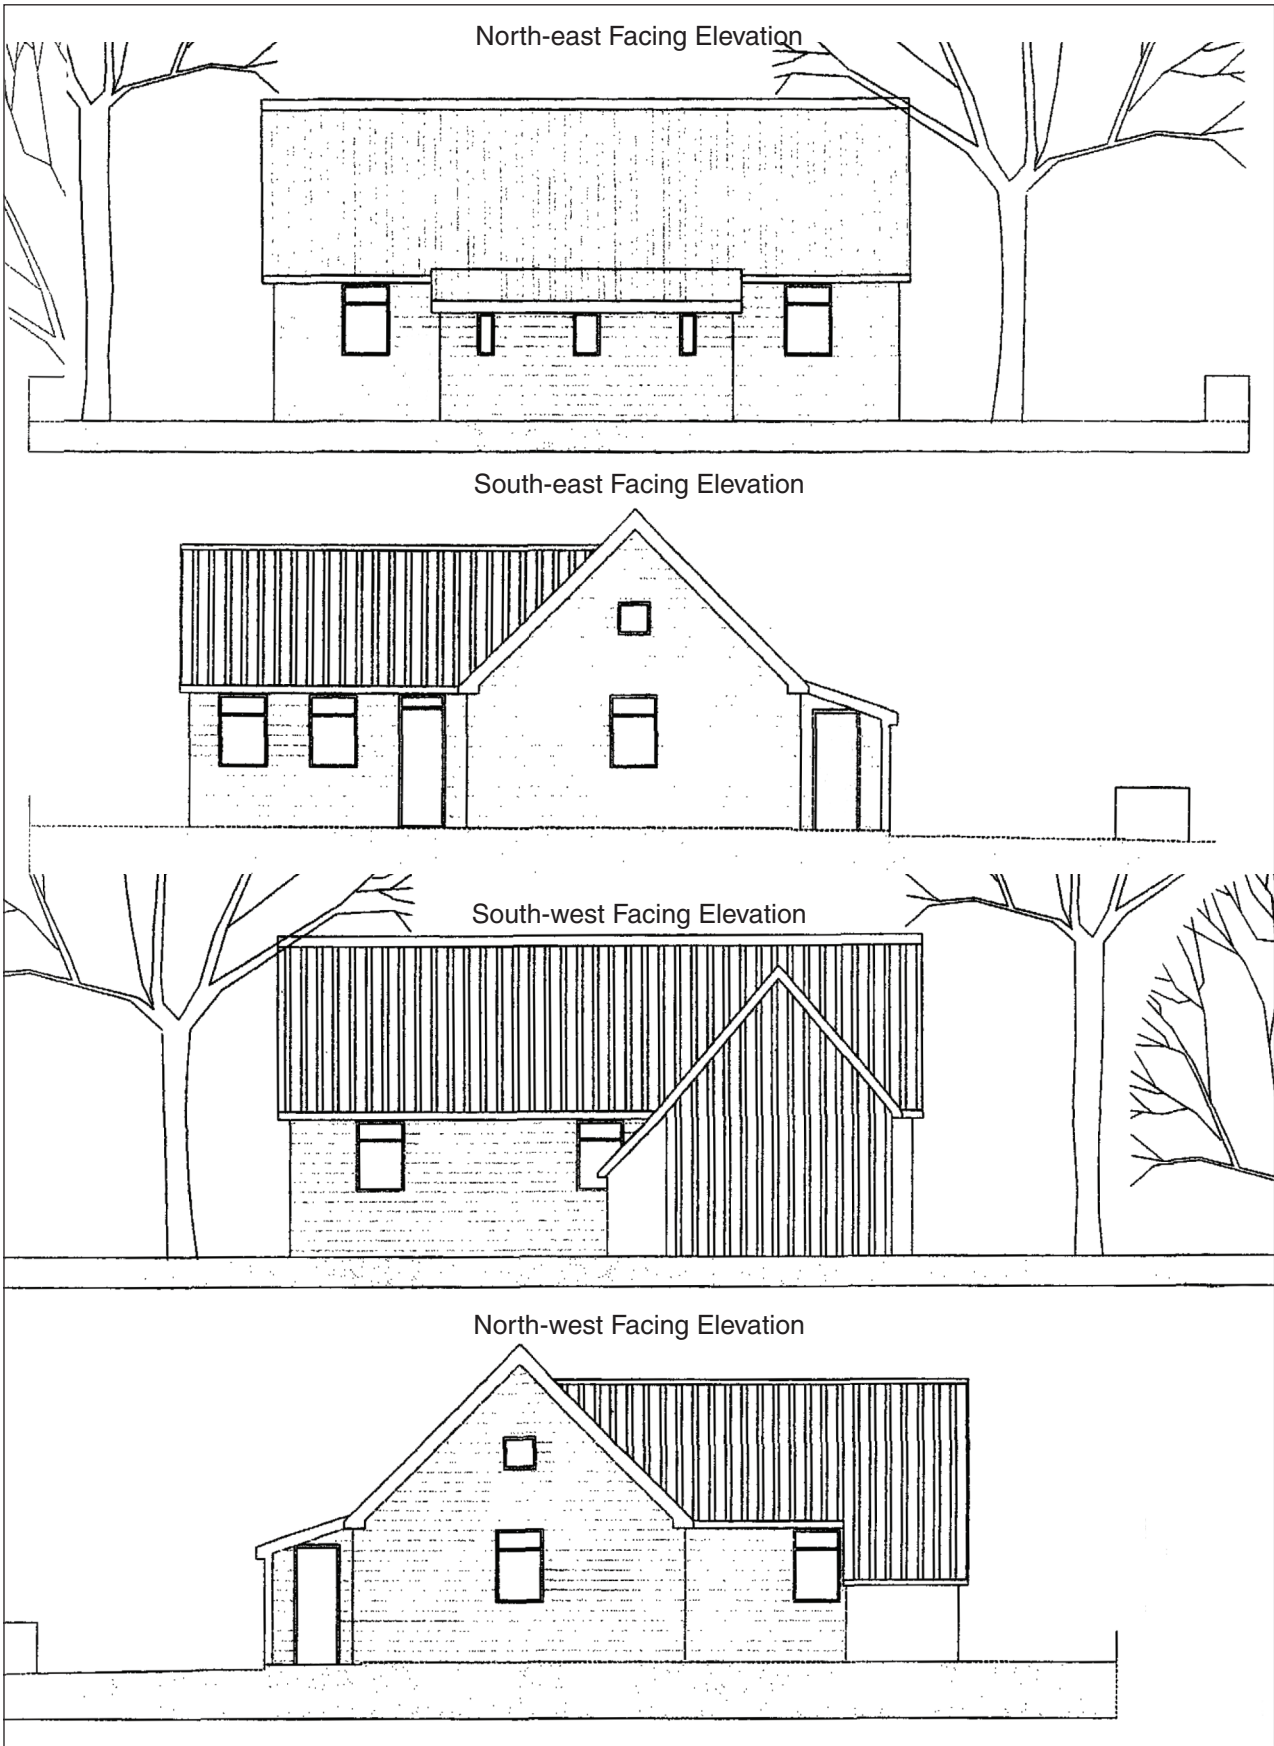 North-east Facing Elevation
South-east Facing Elevation
South-west Facing Elevation
North-west Facing Elevation